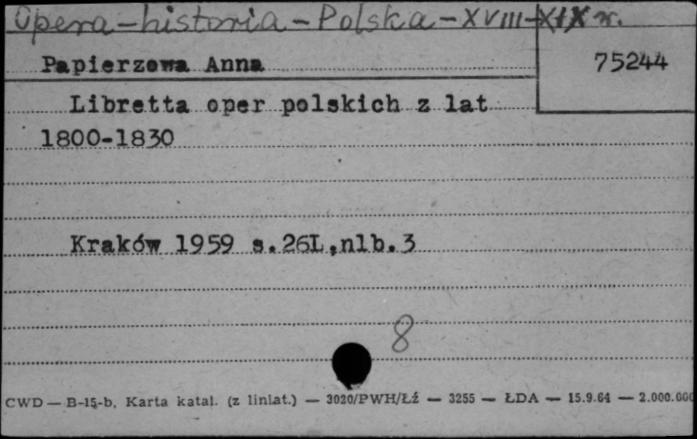 Opera - historia - Polska - XVIII-XIX w.
Papierzowa Anna
75244
Libretta oper polskich z lat
1800-1830
Kraków 1959 s.26L,nlb.3
8
CWD — B-15-b, Karta katal. (z liniat.) — 3020/PWH/Łź — 3255 — ŁDA — 15.9.64 — 2.000.000